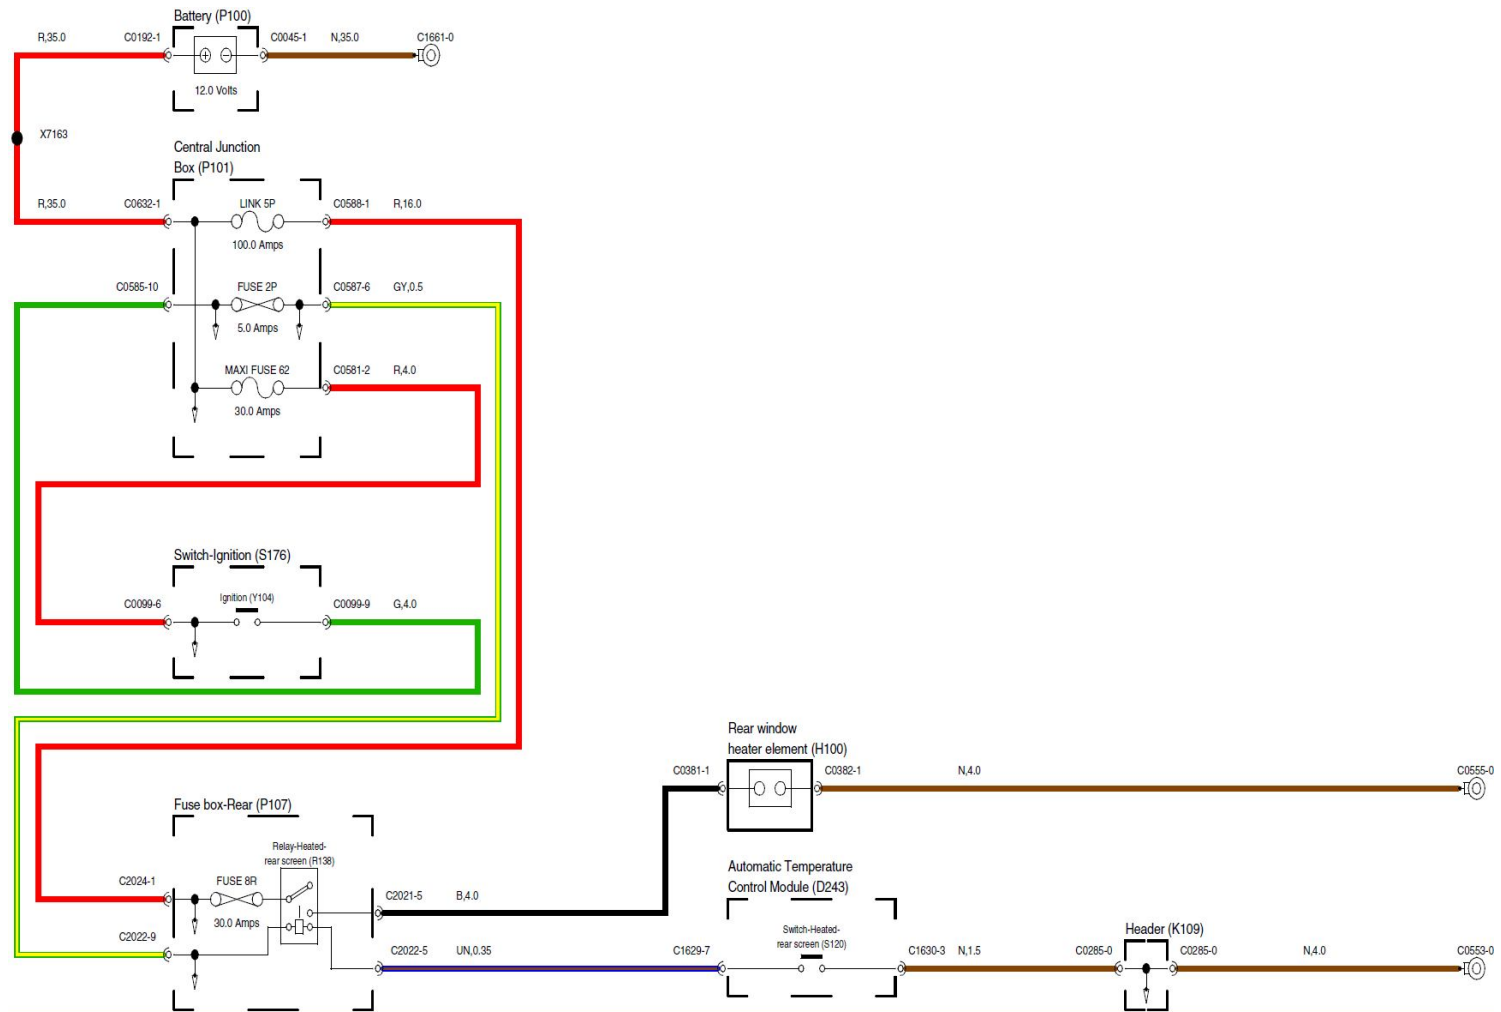 Battery (P100)
R,35.0
C0192-1
C0045-1
N,35.0
C1661-0
12.0 Volts
X7163
Central Junction
Box (P101)
R,35.0
C0632-1
LINK 5P
C0588-1
R,16.0
100.0 Amps
C0585-10
FUSE 2P
C0587-6
GY,0.5
5.0 Amps
MAXI FUSE 62
C0581-2
R,4.0
30.0 Amps
Switch-Ignition (S176)
C0099-6
Ignition (Y104)
C0099-9
G,4.0
Rear window
heater element (H100)
C0381-1
C0382-1
N,4.0
C0555-0
Fuse box-Rear (P107)
Relay-Heated-
rear screen (R138)
C2024-1
FUSE 8R
30.0 Amps
C2021-5
B,4.0
C2022-9
C2022-5
UN,0.35
Automatic Temperature
Control Module (D243)
Switch-Heated-
rear screen (S120)
C1629-7
C1630-3
N,1.5
Header (K109)
C0285-0
C0285-0
N,4.0
C0553-0